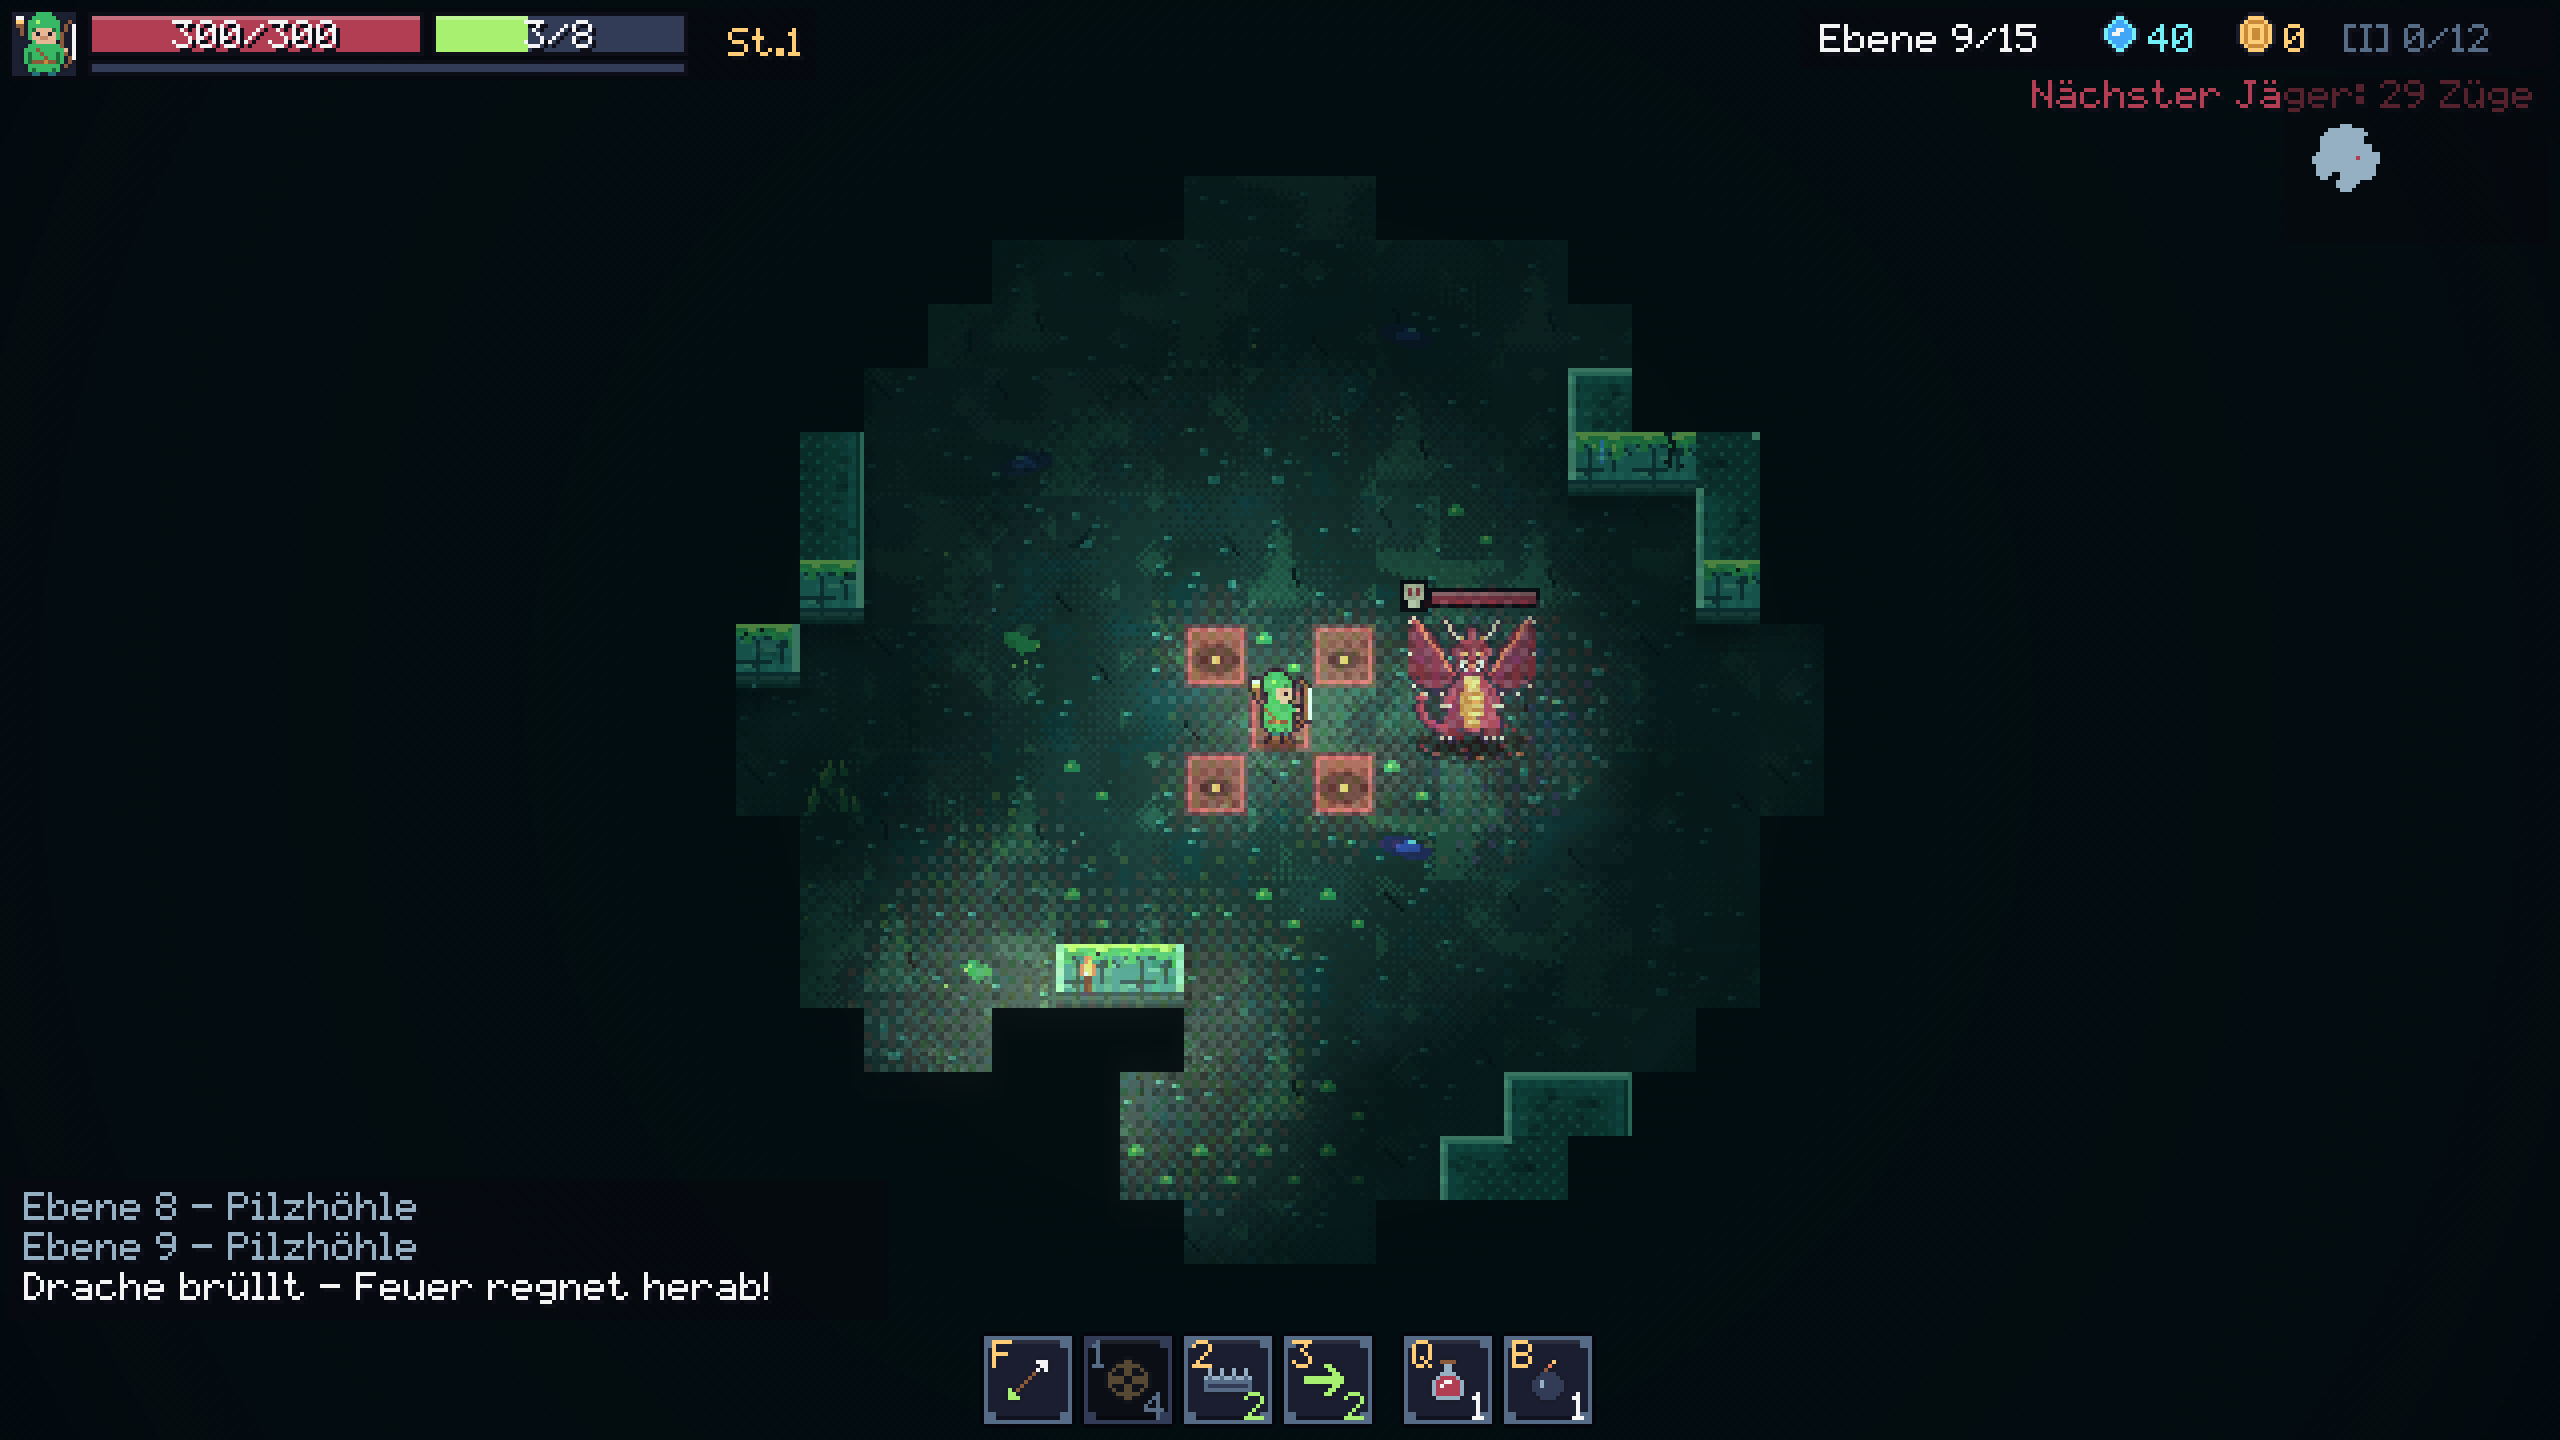 300/300 3/8 St.1 Ebene 9/15 40 0 [I] 0/12
Nächster Jäger: 29 Züge
Ebene 8 - Pilzhöhle
Ebene 9 - Pilzhöhle
Drache brüllt - Feuer regnet herab!
F 1 2 3 Q B
4 2 2 1 1